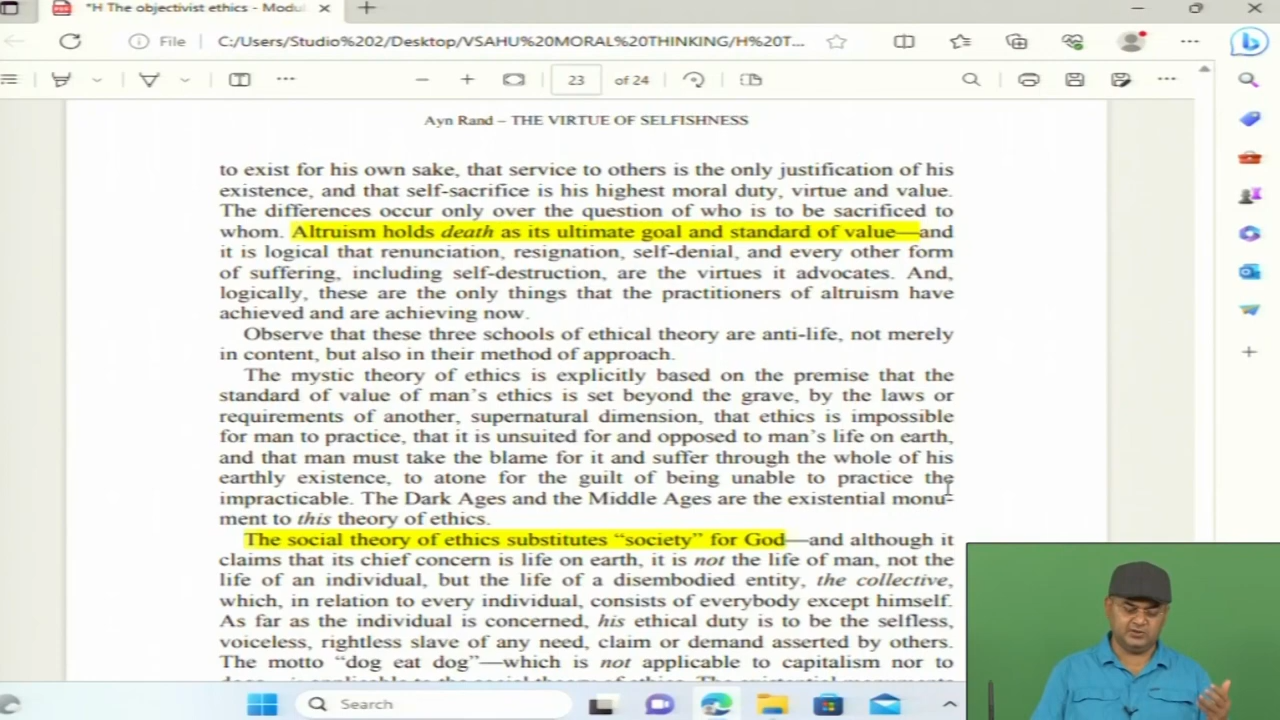 *H The objectivist ethics - Modu
File C:/Users/Studio%202/Desktop/VSAHU%20MORAL%20THINKING/H%20T...
23 of 24
Ayn Rand – THE VIRTUE OF SELFISHNESS
to exist for his own sake, that service to others is the only justification of his
existence, and that self-sacrifice is his highest moral duty, virtue and value.
The differences occur only over the question of who is to be sacrificed to
whom. Altruism holds death as its ultimate goal and standard of value—and
it is logical that renunciation, resignation, self-denial, and every other form
of suffering, including self-destruction, are the virtues it advocates. And,
logically, these are the only things that the practitioners of altruism have
achieved and are achieving now.
Observe that these three schools of ethical theory are anti-life, not merely
in content, but also in their method of approach.
The mystic theory of ethics is explicitly based on the premise that the
standard of value of man's ethics is set beyond the grave, by the laws or
requirements of another, supernatural dimension, that ethics is impossible
for man to practice, that it is unsuited for and opposed to man's life on earth,
and that man must take the blame for it and suffer through the whole of his
earthly existence, to atone for the guilt of being unable to practice the
impracticable. The Dark Ages and the Middle Ages are the existential monu-
ment to this theory of ethics.
The social theory of ethics substitutes “society” for God—and although it
claims that its chief concern is life on earth, it is not the life of man, not the
life of an individual, but the life of a disembodied entity, the collective,
which, in relation to every individual, consists of everybody except himself.
As far as the individual is concerned, his ethical duty is to be the selfless,
voiceless, rightless slave of any need, claim or demand asserted by others.
The motto “dog eat dog”—which is not applicable to capitalism nor to
Search